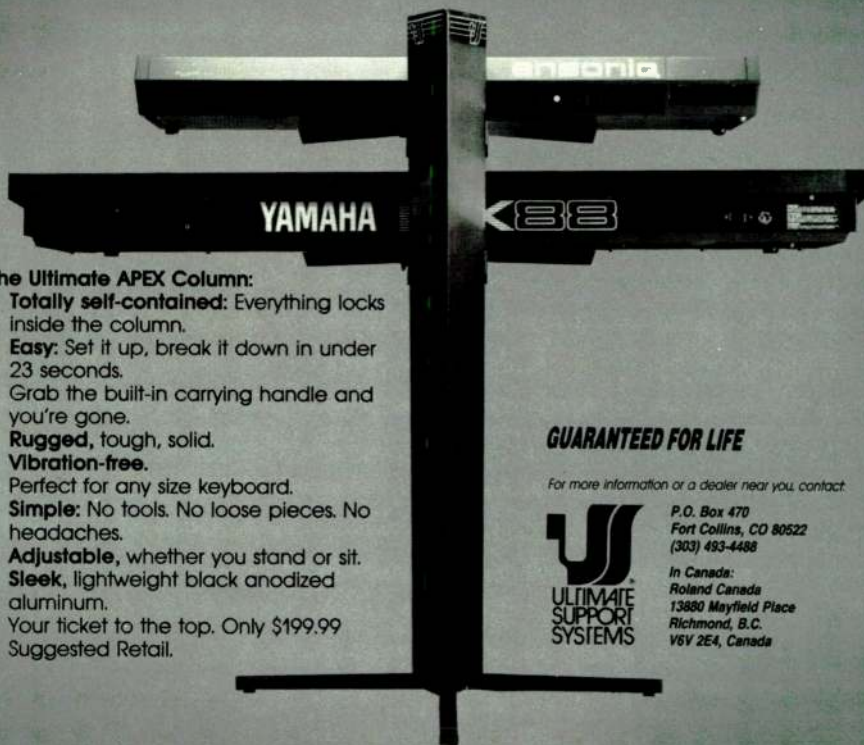 ensoniq
YAMAHA KX88
he Ultimate APEX Column:
Totally self-contained: Everything locks
inside the column.
Easy: Set it up, break it down in under
23 seconds.
Grab the built-in carrying handle and
you're gone.
Rugged, tough, solid.
Vibration-free.
Perfect for any size keyboard.
Simple: No tools. No loose pieces. No
headaches.
Adjustable, whether you stand or sit.
Sleek, lightweight black anodized
aluminum.
Your ticket to the top. Only $199.99
Suggested Retail.
GUARANTEED FOR LIFE
For more information or a dealer near you, contact:
ULTIMATE
SUPPORT
SYSTEMS
P.O. Box 470
Fort Collins, CO 80522
(303) 493-4488
In Canada:
Roland Canada
13880 Mayfield Place
Richmond, B.C.
V6V 2E4, Canada